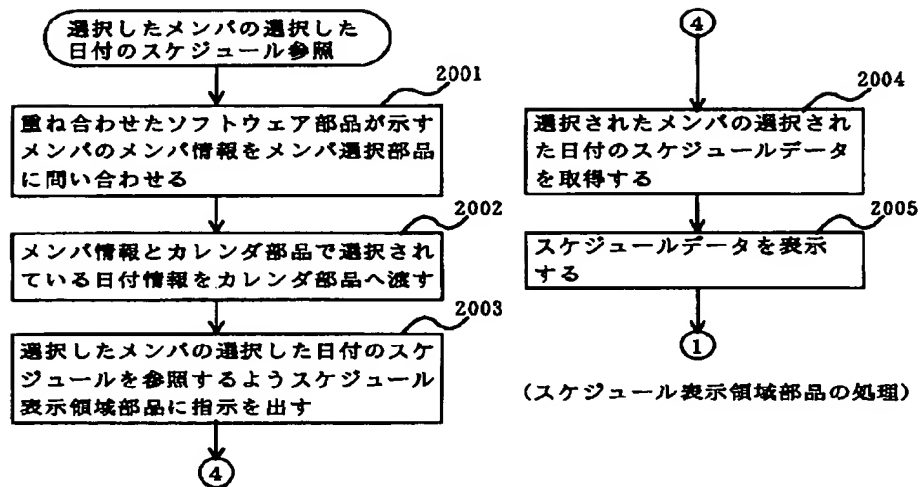 選択したメンバの選択した
日付のスケジュール参照
2001
重ね合わせたソフトウェア部品が示す
メンバのメンバ情報をメンバ選択部品
に問い合わせる
2002
メンバ情報とカレンダ部品で選択され
ている日付情報をカレンダ部品へ渡す
2003
選択したメンバの選択した日付のスケ
ジュールを参照するようスケジュール
表示領域部品に指示を出す
4
4
2004
選択されたメンバの選択され
た日付のスケジュールデータ
を取得する
2005
スケジュールデータを表示
する
1
(スケジュール表示領域部品の処理)